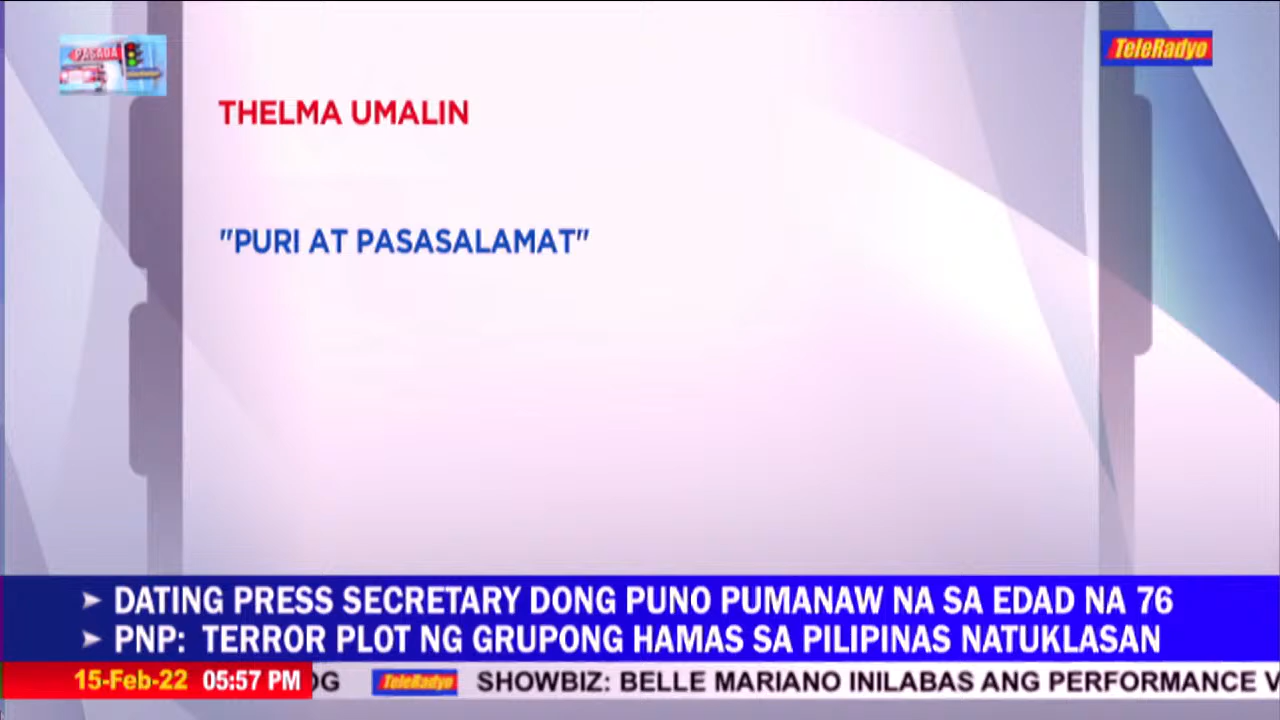 PASADA
TeleRadyo
THELMA UMALIN
"PURI AT PASASALAMAT"
➤ DATING PRESS SECRETARY DONG PUNO PUMANAW NA SA EDAD NA 76
➤ PNP: TERROR PLOT NG GRUPONG HAMAS SA PILIPINAS NATUKLASAN
15-Feb-22 05:57 PM OG TeleRadyo SHOWBIZ: BELLE MARIANO INILABAS ANG PERFORMANCE V